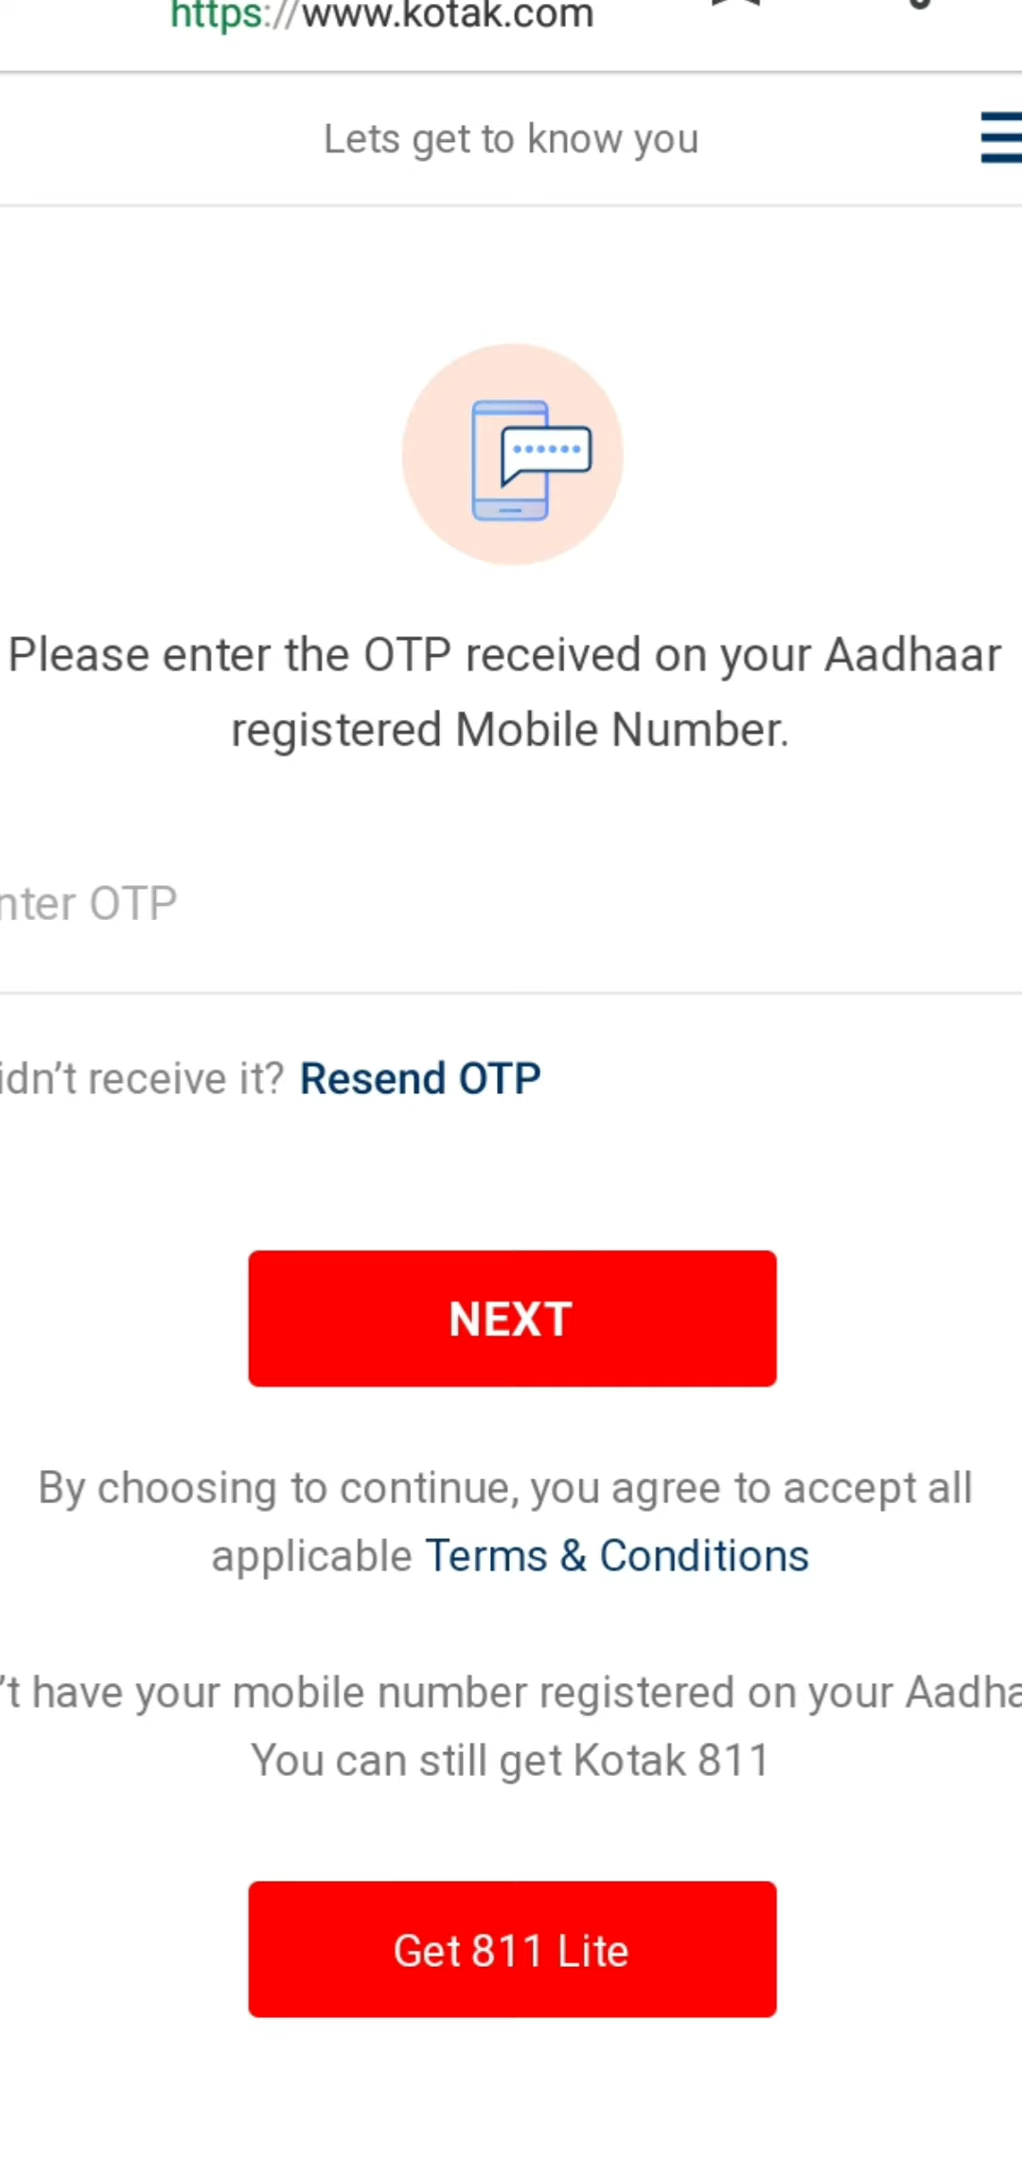 https://www.kotak.com
Lets get to know you
Please enter the OTP received on your Aadhaar
registered Mobile Number.
nter OTP
idn't receive it? Resend OTP
NEXT
By choosing to continue, you agree to accept all
applicable Terms & Conditions
't have your mobile number registered on your Aadha
You can still get Kotak 811
Get 811 Lite